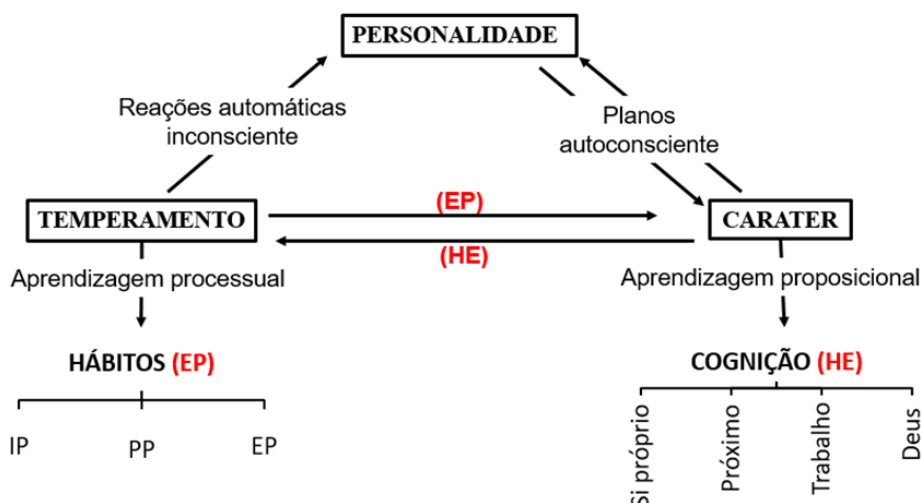 PERSONALIDADE
Reações automáticas
inconsciente
Planos
autoconsciente
(EP)
TEMPERAMENTO
CARATER
(HE)
Aprendizagem processual
Aprendizagem proposicional
HÁBITOS (EP)
COGNIÇÃO (HE)
IP
PP
EP
Si próprio
Próximo
Trabalho
Deus